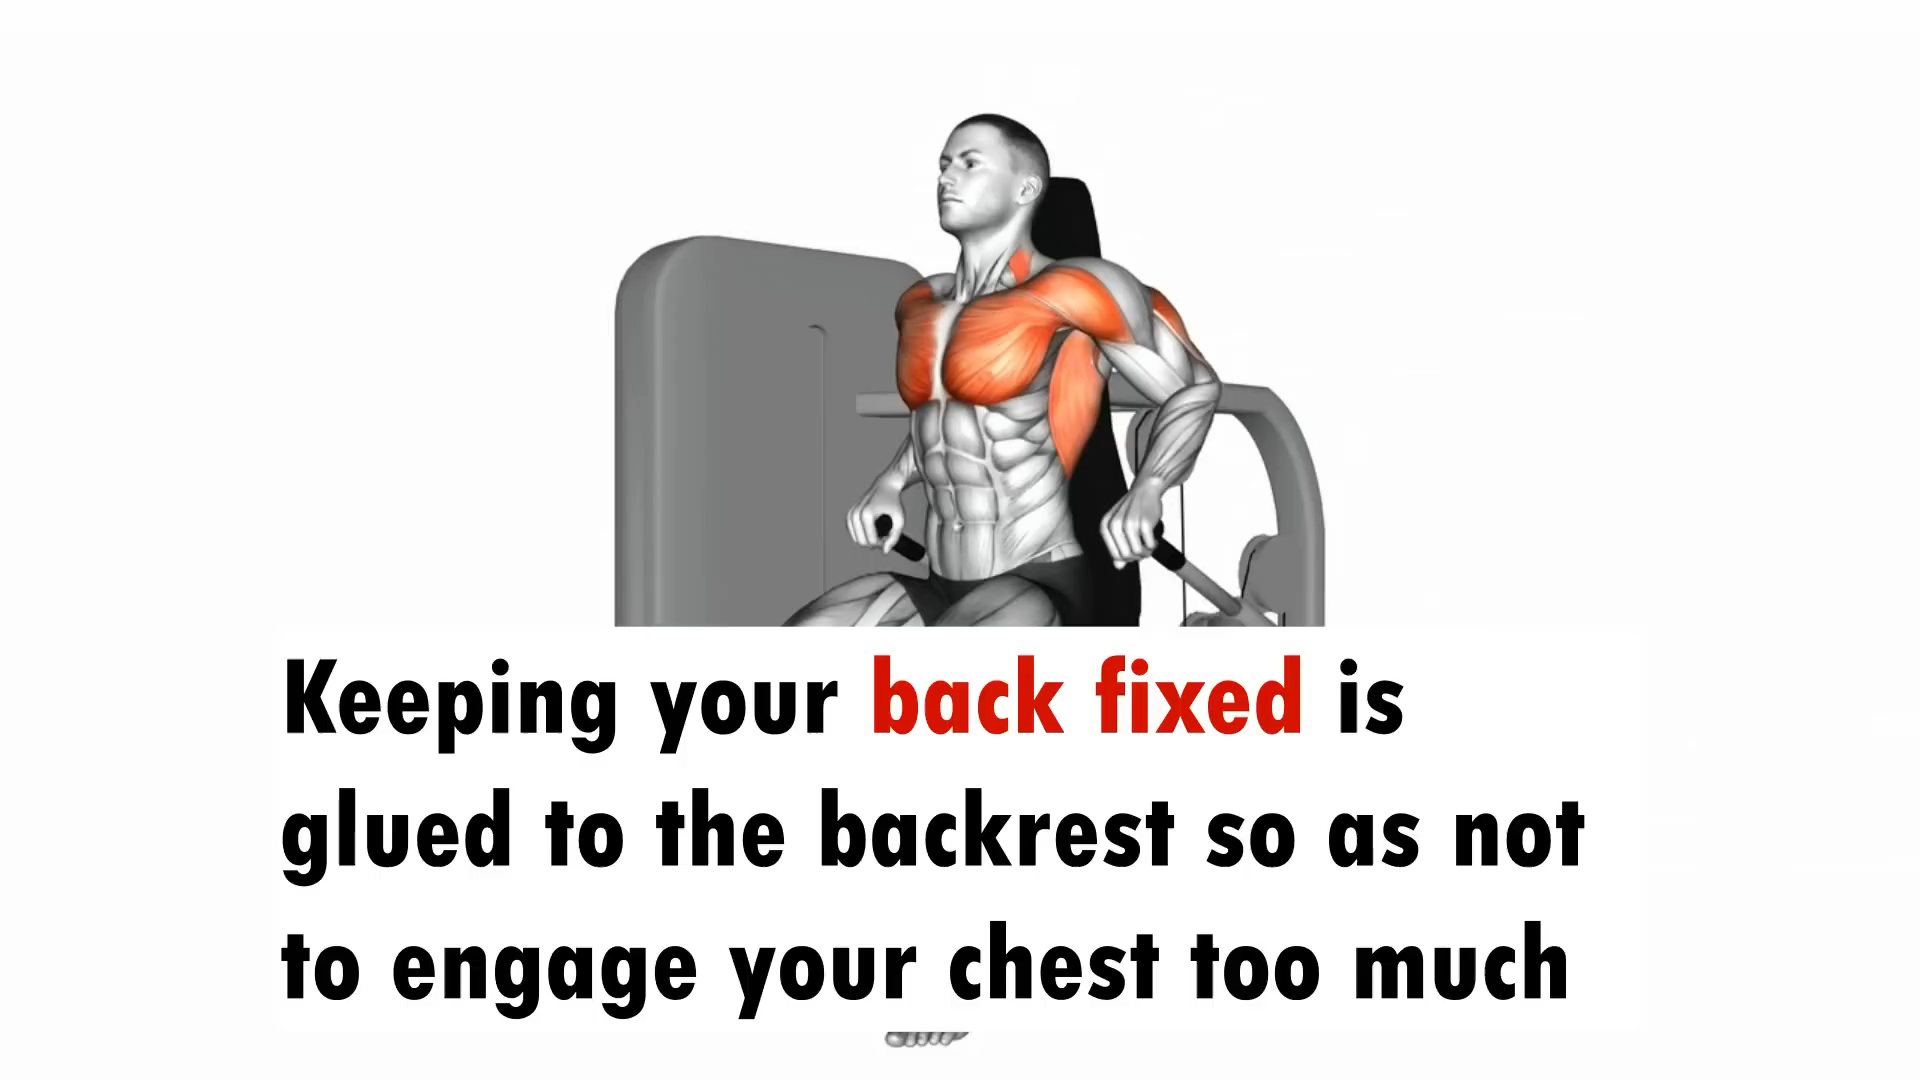 Keeping your back fixed is
glued to the backrest so as not
to engage your chest too much